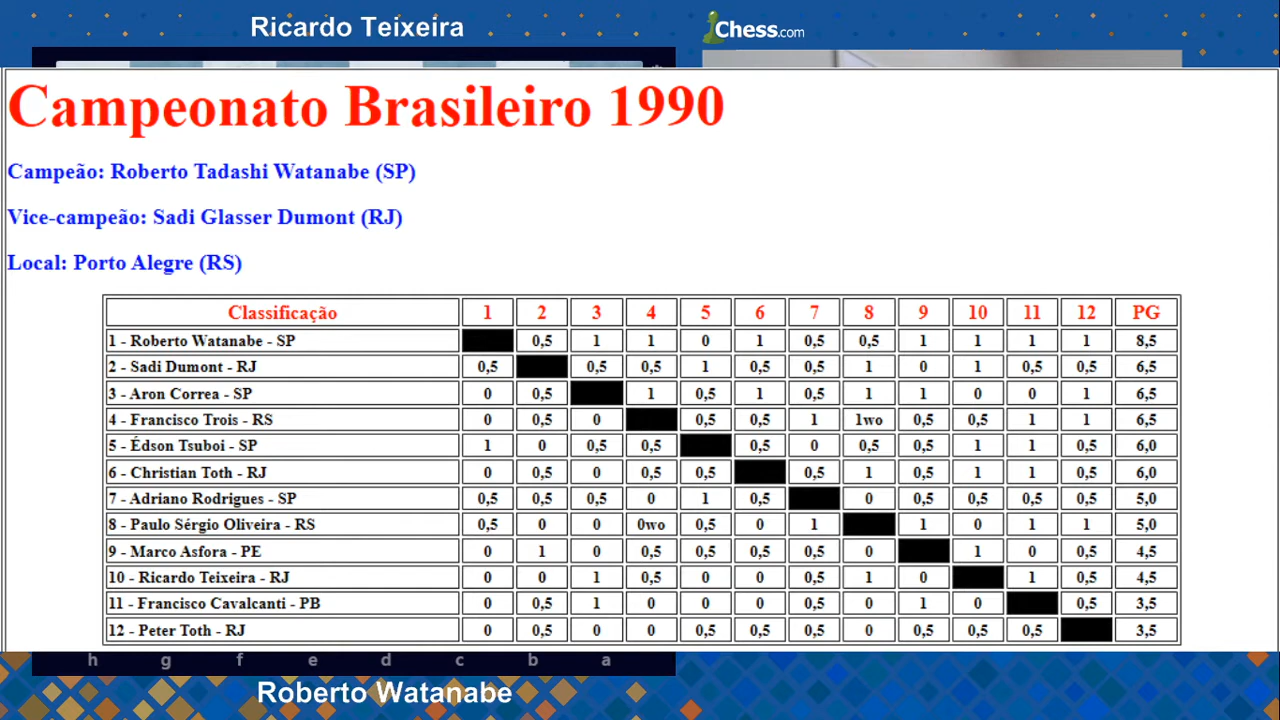 Ricardo Teixeira
Chess.com
Campeonato Brasileiro 1990
Campeão: Roberto Tadashi Watanabe (SP)
Vice-campeão: Sadi Glasser Dumont (RJ)
Local: Porto Alegre (RS)
Classificação 1 2 3 4 5 6 7 8 9 10 11 12 PG
1 - Roberto Watanabe - SP 0,5 1 1 0 1 0,5 0,5 1 1 1 1 8,5
2 - Sadi Dumont - RJ 0,5 0,5 0,5 1 0,5 0,5 1 0 1 0,5 0,5 6,5
3 - Aron Correa - SP 0 0,5 1 0,5 1 0,5 1 1 0 0 1 6,5
4 - Francisco Trois - RS 0 0,5 0 0,5 0,5 1 1wo 0,5 0,5 1 1 6,5
5 - Édson Tsuboi - SP 1 0 0,5 0,5 0,5 0 0,5 0,5 1 1 0,5 6,0
6 - Christian Toth - RJ 0 0,5 0 0,5 0,5 0,5 1 0,5 1 1 0,5 6,0
7 - Adriano Rodrigues - SP 0,5 0,5 0,5 0 1 0,5 0 0,5 0,5 0,5 0,5 5,0
8 - Paulo Sérgio Oliveira - RS 0,5 0 0 0wo 0,5 0 1 1 0 1 1 5,0
9 - Marco Asfora - PE 0 1 0 0,5 0,5 0,5 0,5 0 1 0 0,5 4,5
10 - Ricardo Teixeira - RJ 0 0 1 0,5 0 0 0,5 1 0 1 0,5 4,5
11 - Francisco Cavalcanti - PB 0 0,5 1 0 0 0 0,5 0 1 0 0,5 3,5
12 - Peter Toth - RJ 0 0,5 0 0 0,5 0,5 0,5 0 0,5 0,5 0,5 3,5
h g f e d c b a
Roberto Watanabe